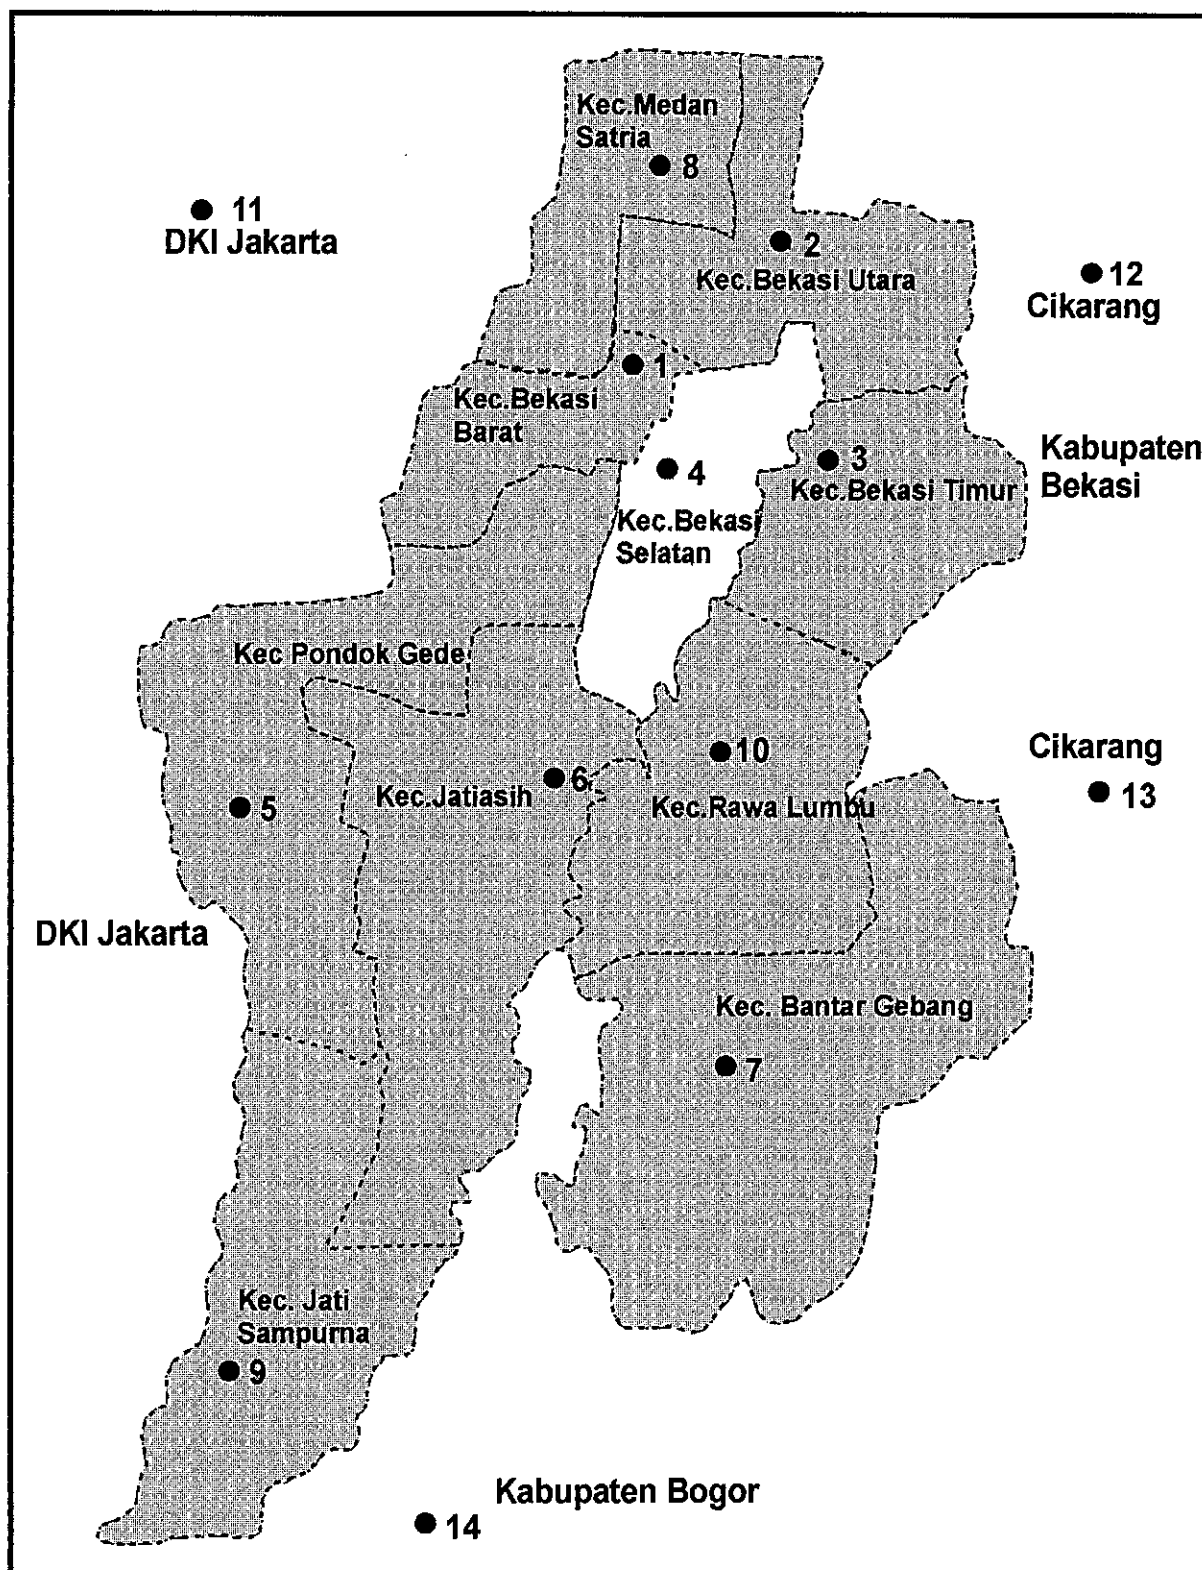 Kec.Medan
Satria
8
11
DKI Jakarta
2
Kec.Bekasi Utara
12
Cikarang
1
Kec.Bekasi
Barat
3
Kec.Bekasi Timur
Kabupaten
Bekasi
4
Kec.Bekasi
Selatan
Kec Pondok Gede
10
Kec.Rawa Lumbu
Cikarang
13
6
Kec.Jatiasih
5
DKI Jakarta
Kec. Bantar Gebang
7
Kec. Jati
Sampurna
9
Kabupaten Bogor
14